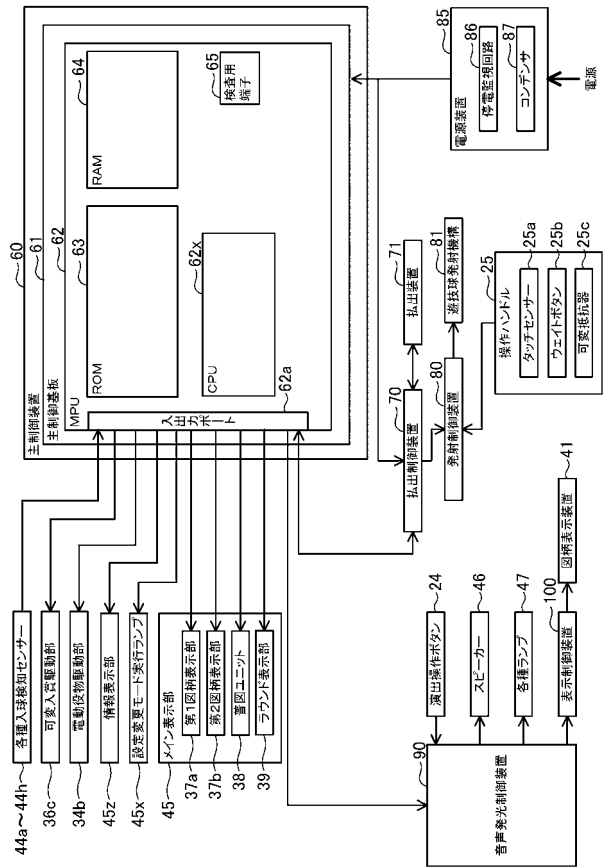 60
61
62
主制御装置
主制御基板
MPU
ROM
63
RAM
64
CPU
62x
検査用
端子
65
入出力ポート
62a
44a～44h
各種入球検知センサー
36c
可変入賞駆動部
34b
電動役物駆動部
45z
情報表示部
45x
設定変更モード実行ランプ
45
メイン表示部
37a
第1図柄表示部
37b
第2図柄表示部
38
普図ユニット
39
ラウンド表示部
70
払出制御装置
71
払出装置
80
発射制御装置
81
遊技球発射機構
電源装置
85
停電監視回路
86
コンデンサ
87
電源
25
操作ハンドル
タッチセンサー
25a
ウェイトボタン
25b
可変抵抗器
25c
90
音声発光制御装置
演出操作ボタン
24
スピーカー
46
各種ランプ
47
表示制御装置
100
図柄表示装置
41